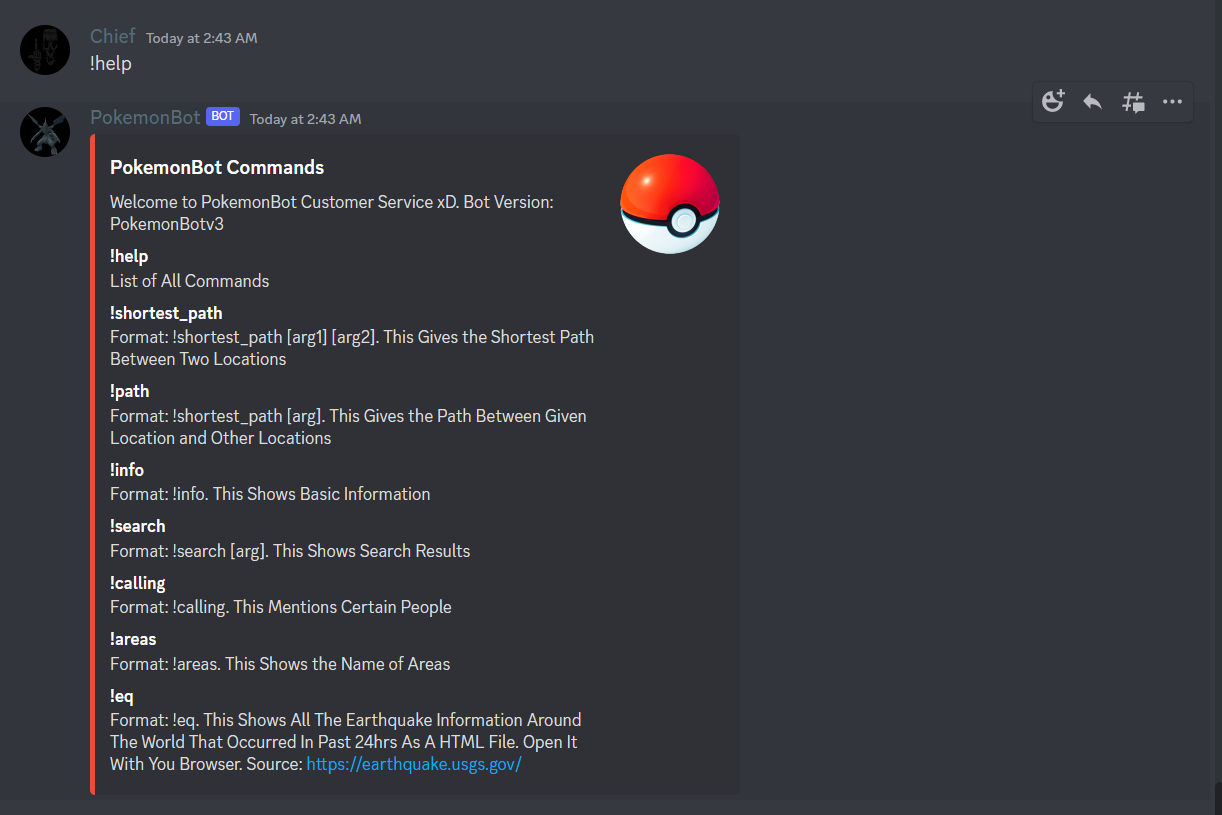 Chief Today at 2:43 AM
!help
PokemonBot BOT Today at 2:43 AM
PokemonBot Commands
Welcome to PokemonBot Customer Service xD. Bot Version:
PokemonBotv3
!help
List of All Commands
!shortest_path
Format: !shortest_path [arg1] [arg2]. This Gives the Shortest Path
Between Two Locations
!path
Format: !shortest_path [arg]. This Gives the Path Between Given
Location and Other Locations
!info
Format: !info. This Shows Basic Information
!search
Format: !search [arg]. This Shows Search Results
!calling
Format: !calling. This Mentions Certain People
!areas
Format: !areas. This Shows the Name of Areas
!eq
Format: !eq. This Shows All The Earthquake Information Around
The World That Occurred In Past 24hrs As A HTML File. Open It
With You Browser. Source: https://earthquake.usgs.gov/